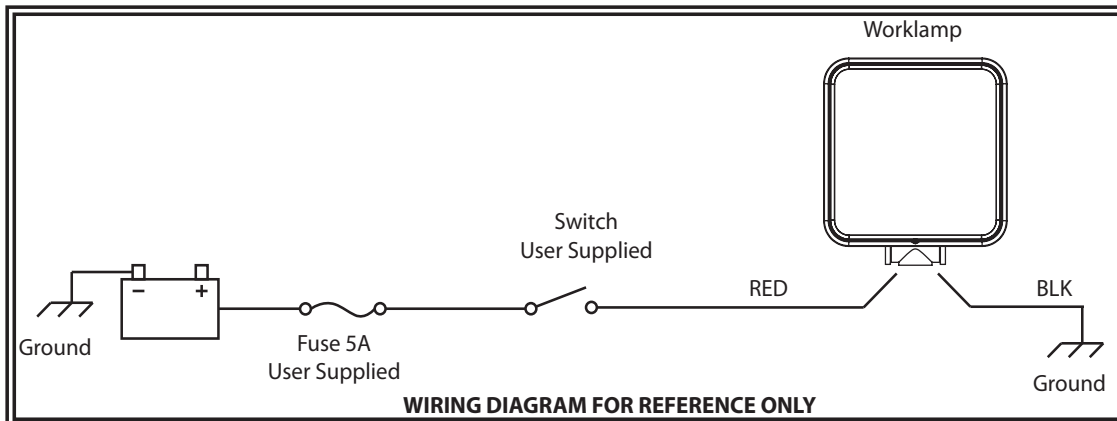 Worklamp
Switch
User Supplied
− +
RED
BLK
Ground
Fuse 5A
User Supplied
Ground
WIRING DIAGRAM FOR REFERENCE ONLY